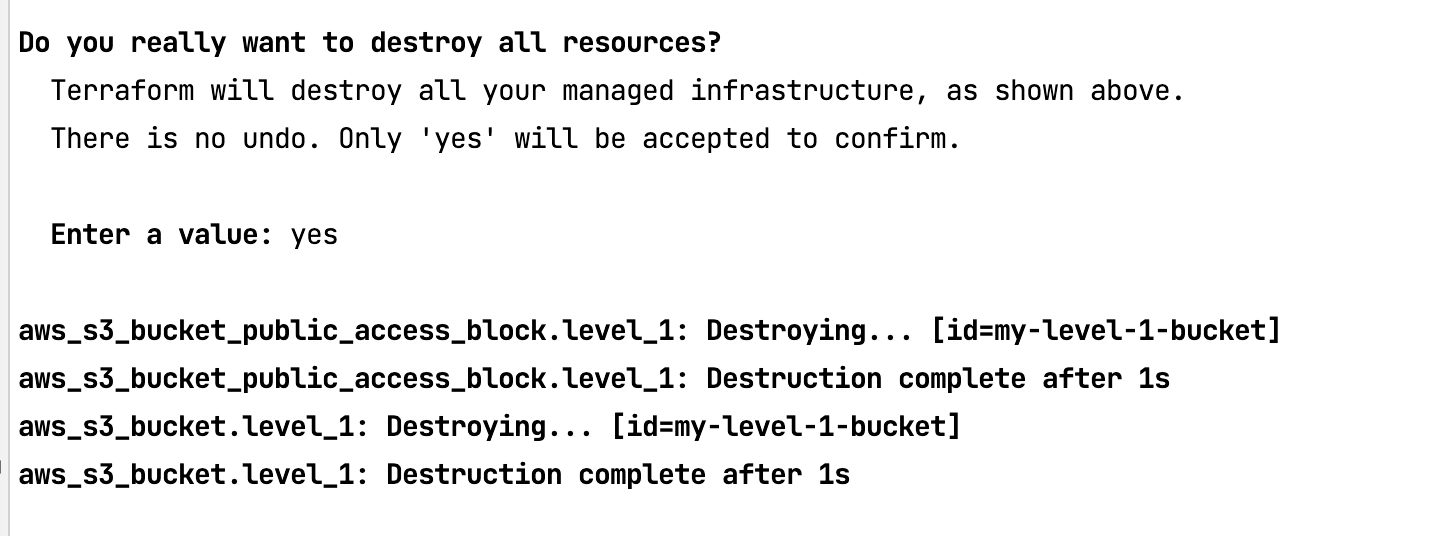 Do you really want to destroy all resources?
Terraform will destroy all your managed infrastructure, as shown above.
There is no undo. Only 'yes' will be accepted to confirm.
Enter a value: yes
aws_s3_bucket_public_access_block.level_1: Destroying... [id=my-level-1-bucket]
aws_s3_bucket_public_access_block.level_1: Destruction complete after 1s
aws_s3_bucket.level_1: Destroying... [id=my-level-1-bucket]
aws_s3_bucket.level_1: Destruction complete after 1s